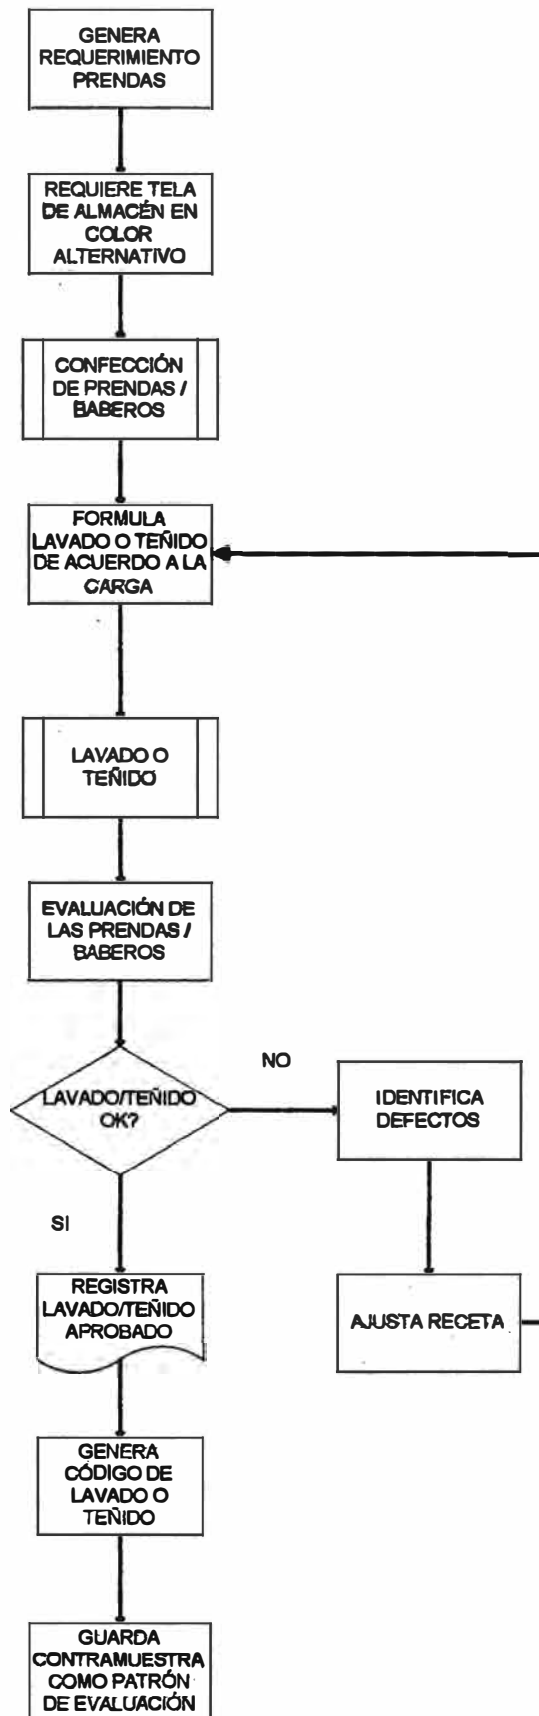 GENERA
REQUERIMIENTO
PRENDAS
REQUIERE TELA
DE ALMACÉN EN
COLOR
ALTERNATIVO
CONFECCIÓN
DE PRENDAS /
BABEROS
FORMULA
LAVADO O TEÑIDO
DE ACUERDO A LA
CARGA
LAVADO O
TEÑIDO
EVALUACIÓN DE
LAS PRENDAS /
BABEROS
LAVADO/TEÑIDO
OK?
NO
IDENTIFICA
DEFECTOS
SI
REGISTRA
LAVADO/TEÑIDO
APROBADO
AJUSTA RECETA
GENERA
CÓDIGO DE
LAVADO O
TEÑIDO
GUARDA
CONTRAMUESTRA
COMO PATRÓN
DE EVALUACIÓN